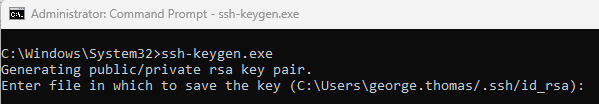 Administrator: Command Prompt - ssh-keygen.exe
C:\Windows\System32>ssh-keygen.exe
Generating public/private rsa key pair.
Enter file in which to save the key (C:\Users\george.thomas/.ssh/id_rsa):